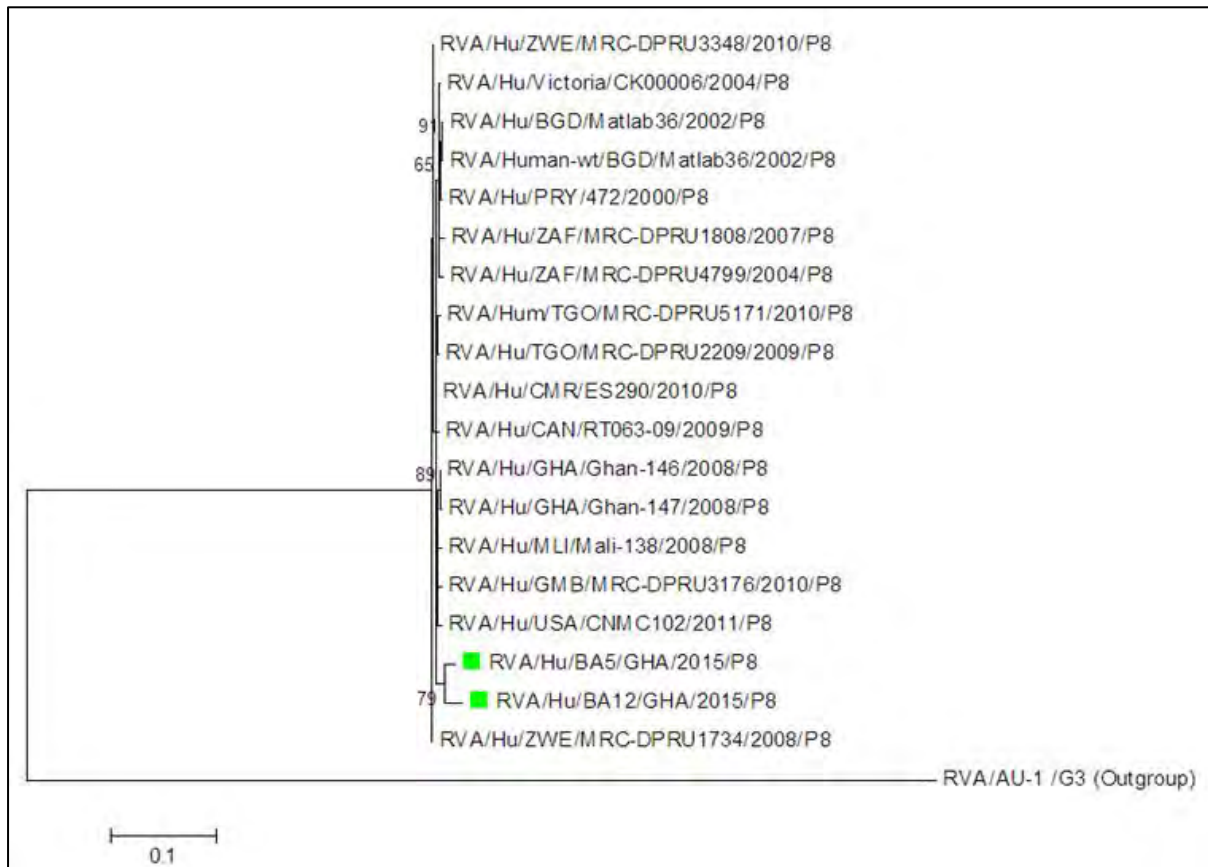 RVA/Hu/ZWE/MRC-DPRU3348/2010/P8
RVA/Hu/Victoria/CK00006/2004/P8
91
RVA/Hu/BGD/Matlab36/2002/P8
65
RVA/Human-wt/BGD/Matlab36/2002/P8
RVA/Hu/PRY/472/2000/P8
RVA/Hu/ZAF/MRC-DPRU1808/2007/P8
RVA/Hu/ZAF/MRC-DPRU4799/2004/P8
RVA/Hum/TGO/MRC-DPRU5171/2010/P8
RVA/Hu/TGO/MRC-DPRU2209/2009/P8
RVA/Hu/CMR/ES290/2010/P8
RVA/Hu/CAN/RT063-09/2009/P8
89
RVA/Hu/GHA/Ghan-146/2008/P8
RVA/Hu/GHA/Ghan-147/2008/P8
RVA/Hu/MLI/Mali-138/2008/P8
RVA/Hu/GMB/MRC-DPRU3176/2010/P8
RVA/Hu/USA/CNMC102/2011/P8
RVA/Hu/BA5/GHA/2015/P8
79
RVA/Hu/BA12/GHA/2015/P8
RVA/Hu/ZWE/MRC-DPRU1734/2008/P8
RVA/AU-1 /G3 (Outgroup)
0.1